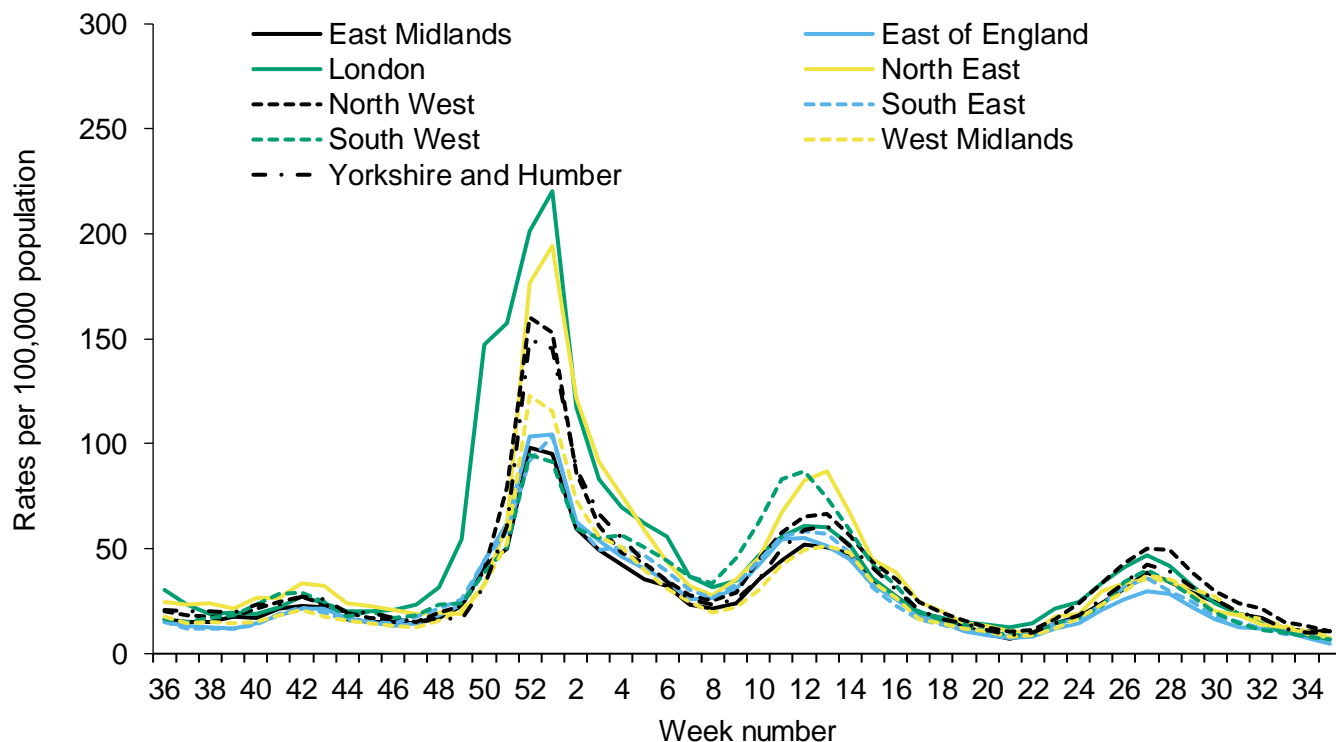 300
250
200
150
100
50
0
Rates per 100,000 population
East Midlands
East of England
London
North East
North West
South East
South West
West Midlands
Yorkshire and Humber
36 38 40 42 44 46 48 50 52 2 4 6 8 10 12 14 16 18 20 22 24 26 28 30 32 34
Week number